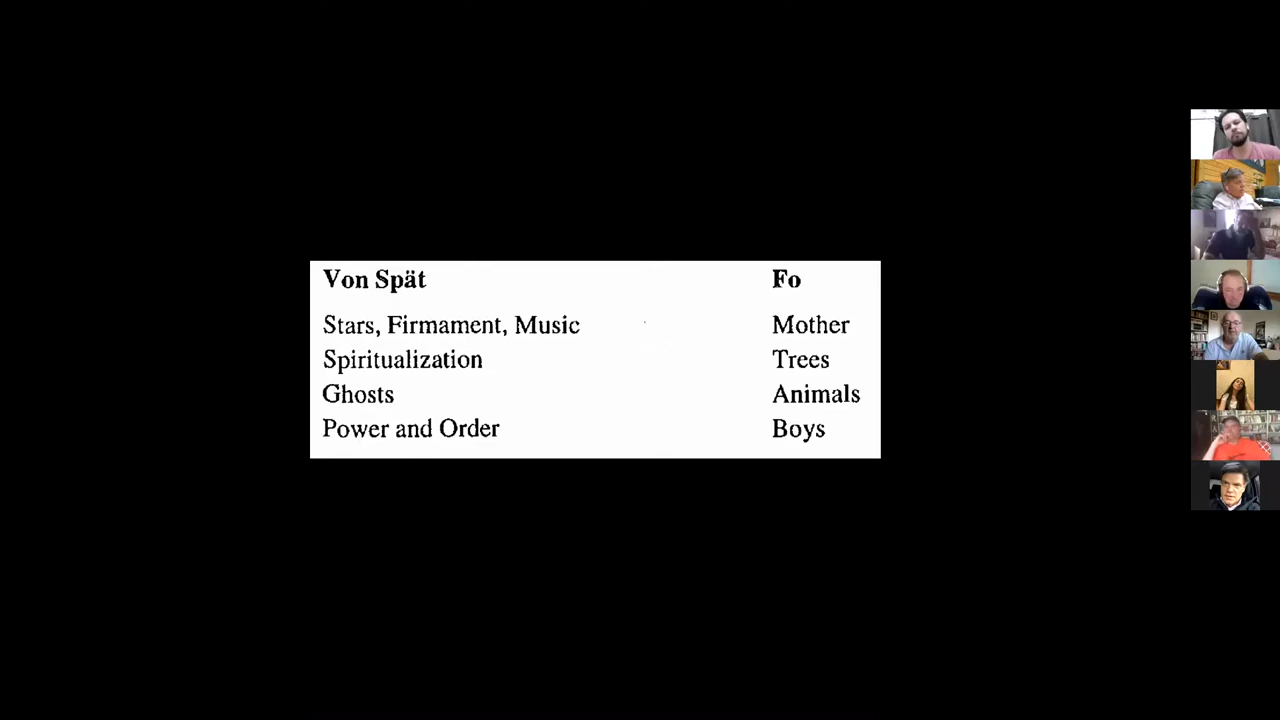 Von Spät Fo
Stars, Firmament, Music Mother
Spiritualization Trees
Ghosts Animals
Power and Order Boys